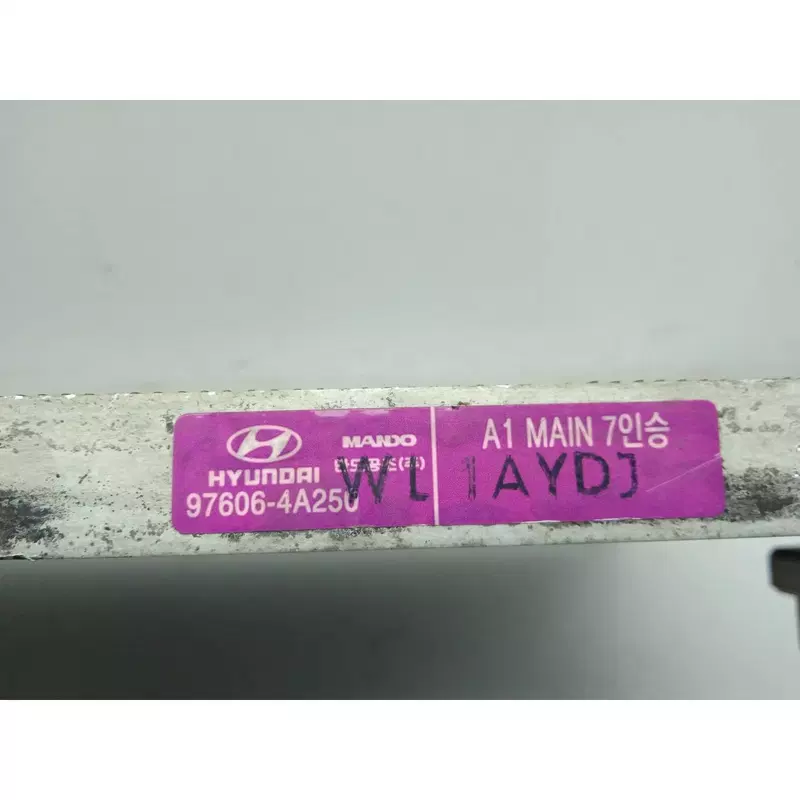 HYUNDAI
97606-4A250
MANDO
A1 MAIN 7인승
WL 1AYDJ